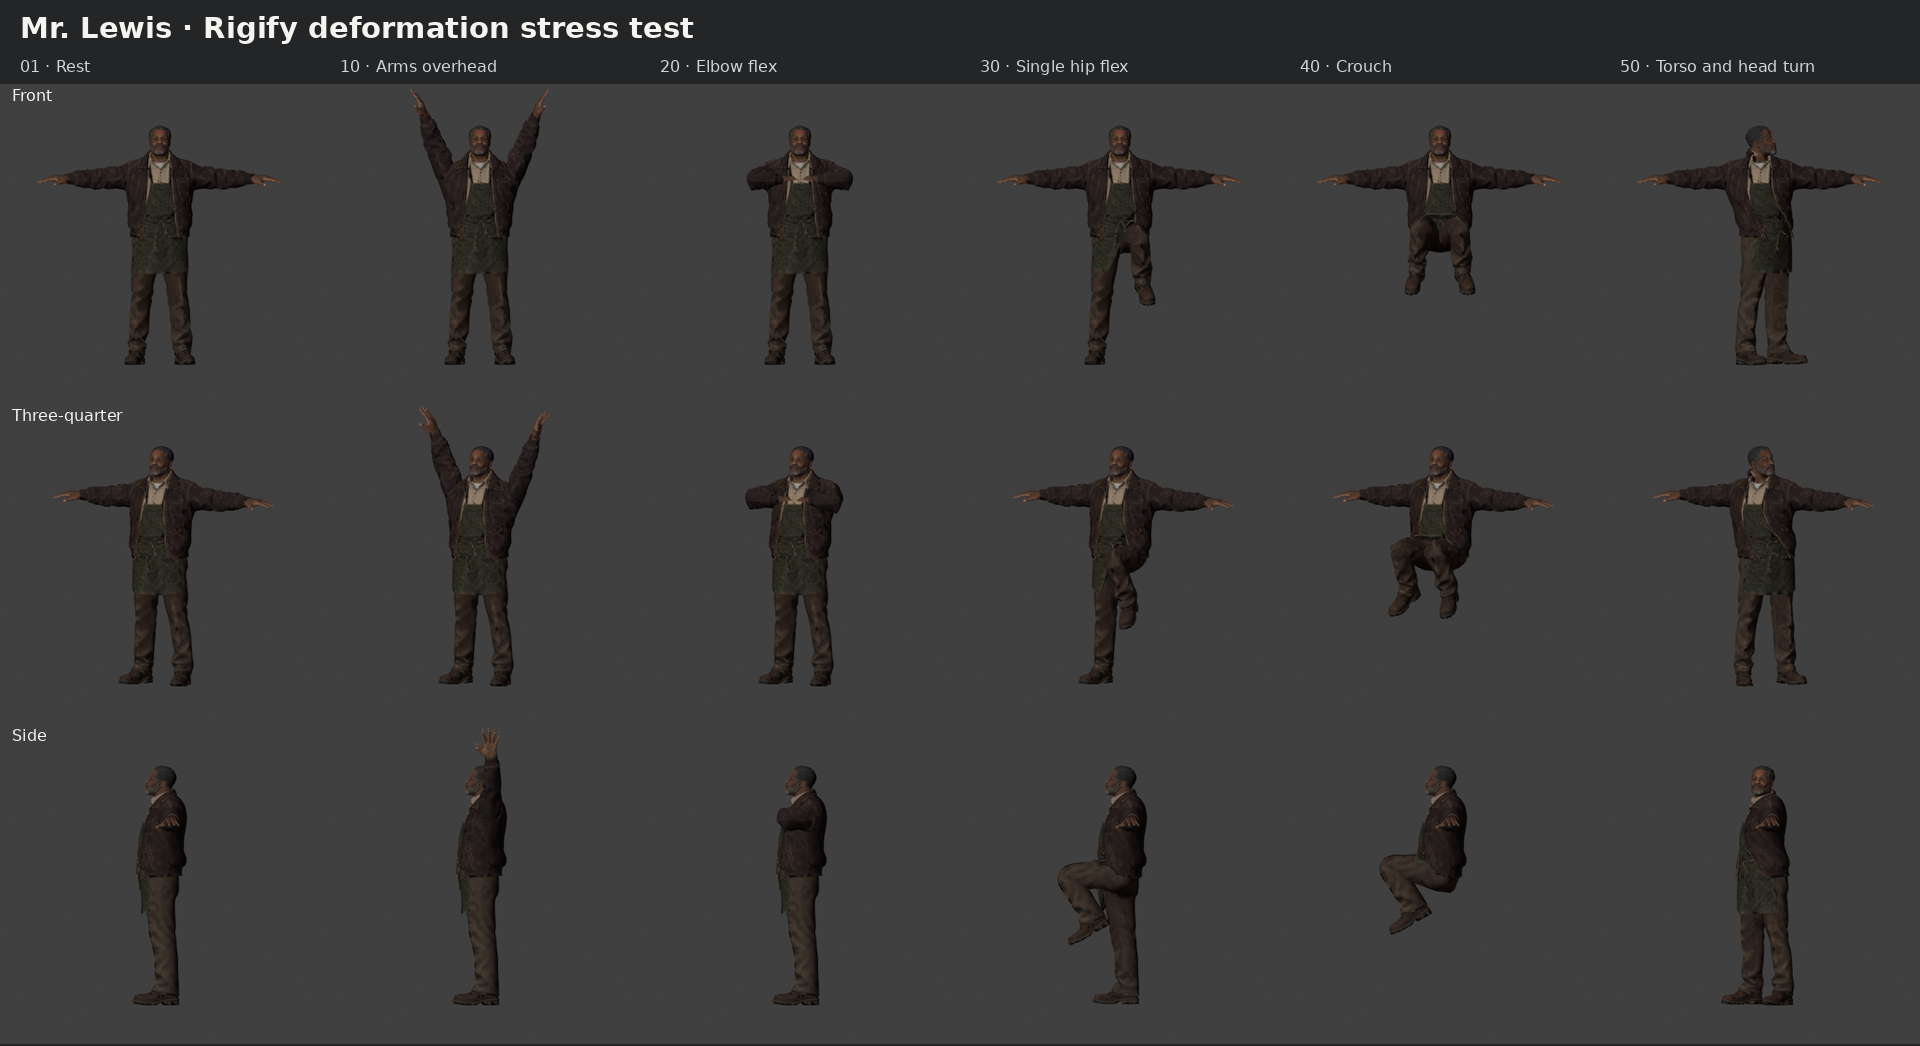 Mr. Lewis · Rigify deformation stress test
01 · Rest
10 · Arms overhead
20 · Elbow flex
30 · Single hip flex
40 · Crouch
50 · Torso and head turn
Front
Three-quarter
Side